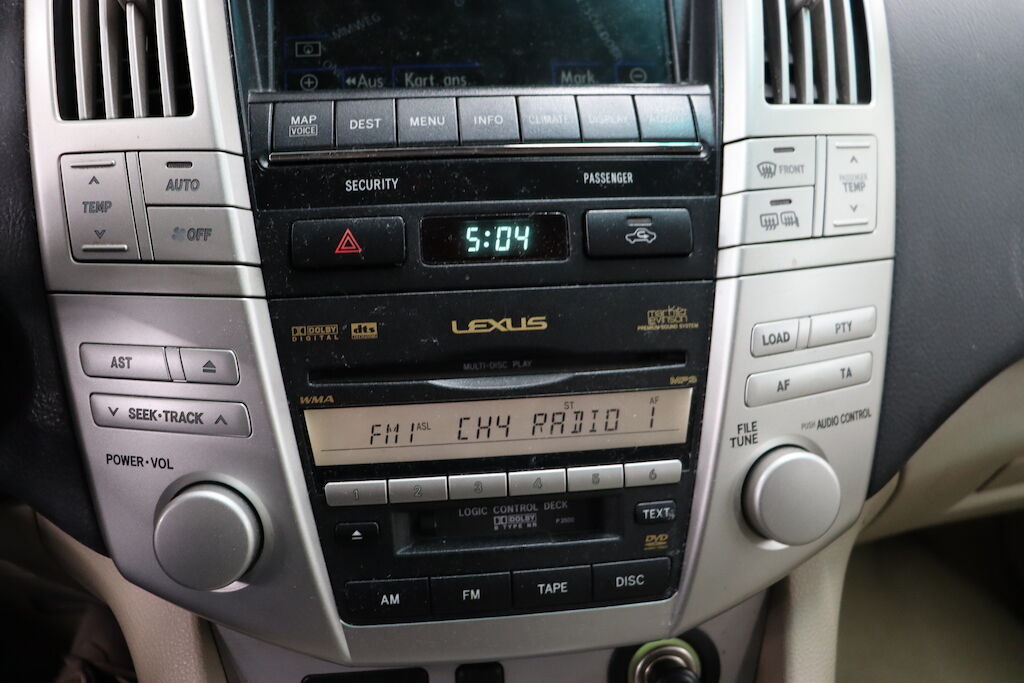 MMWEG
Aus Kart. ans. Mark.
MAP VOICE DEST MENU INFO CLIMATE DISPLAY AUDIO
SECURITY PASSENGER
AUTO
TEMP
OFF
FRONT
PASSENGER TEMP
5:04
DOLBY DIGITAL dts LEXUS mark levinson PREMIUM SOUND SYSTEM
MULTI-DISC PLAY
WMA MP3
FM1 ASL CH4 RADIO ST AF 1
AST
SEEK•TRACK
POWER•VOL
LOAD PTY
AF TA
FILE TUNE PUSH AUDIO CONTROL
1 2 3 4 5 6
LOGIC CONTROL DECK
DOLBY B TYPE NR
TEXT
DVD
AM FM TAPE DISC